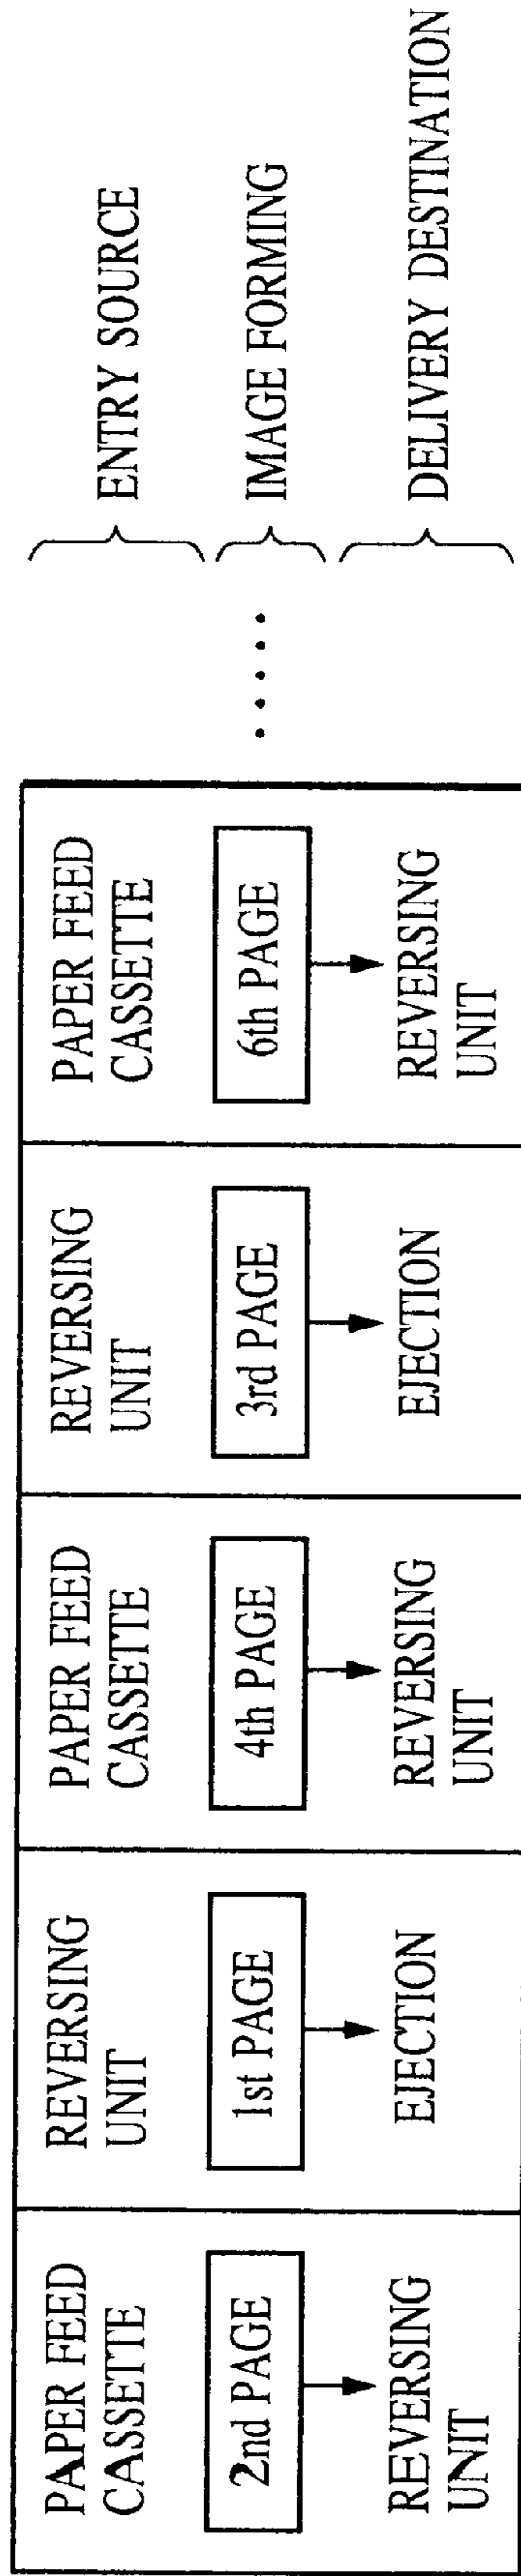 PAPER FEED
CASSETTE
2nd PAGE
REVERSING
UNIT
REVERSING
UNIT
1st PAGE
EJECTION
PAPER FEED
CASSETTE
4th PAGE
REVERSING
UNIT
REVERSING
UNIT
3rd PAGE
EJECTION
PAPER FEED
CASSETTE
6th PAGE
REVERSING
UNIT
.....
ENTRY SOURCE
IMAGE FORMING
DELIVERY DESTINATION